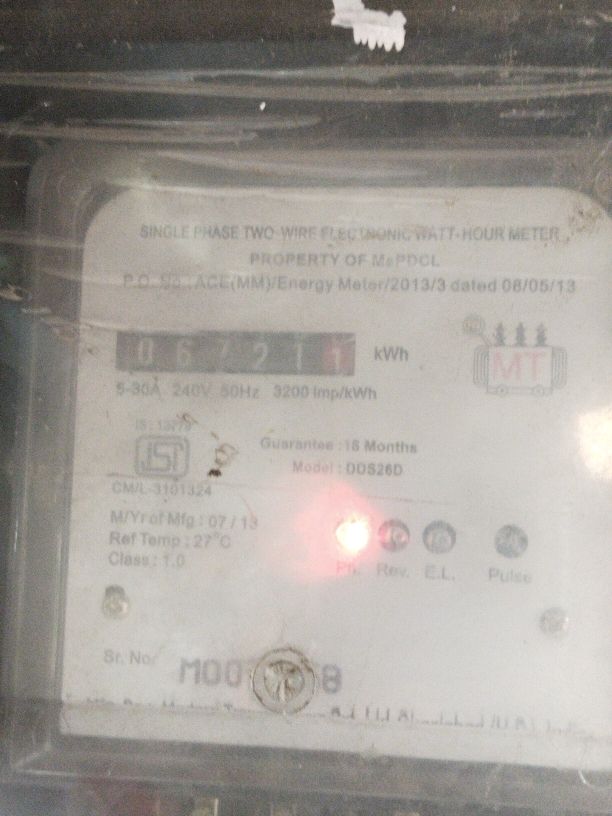 SINGLE PHASE TWO-WIRE ELECTRONIC WATT-HOUR METER
PROPERTY OF MePDCL
P.O. No : ACE(MM)/Energy Meter/2013/3 dated 08/05/13
067211 kWh
MT
5-30A 240V 50Hz 3200 imp/kWh
IS : 13779
ISI
Guarantee :18 Months
Model : DDS26D
CM/L-3101324
M/Yr of Mfg : 07 / 13
Ref Temp : 27°C
Class : 1.0
Ph. Rev. E.L. Pulse
Sr. No